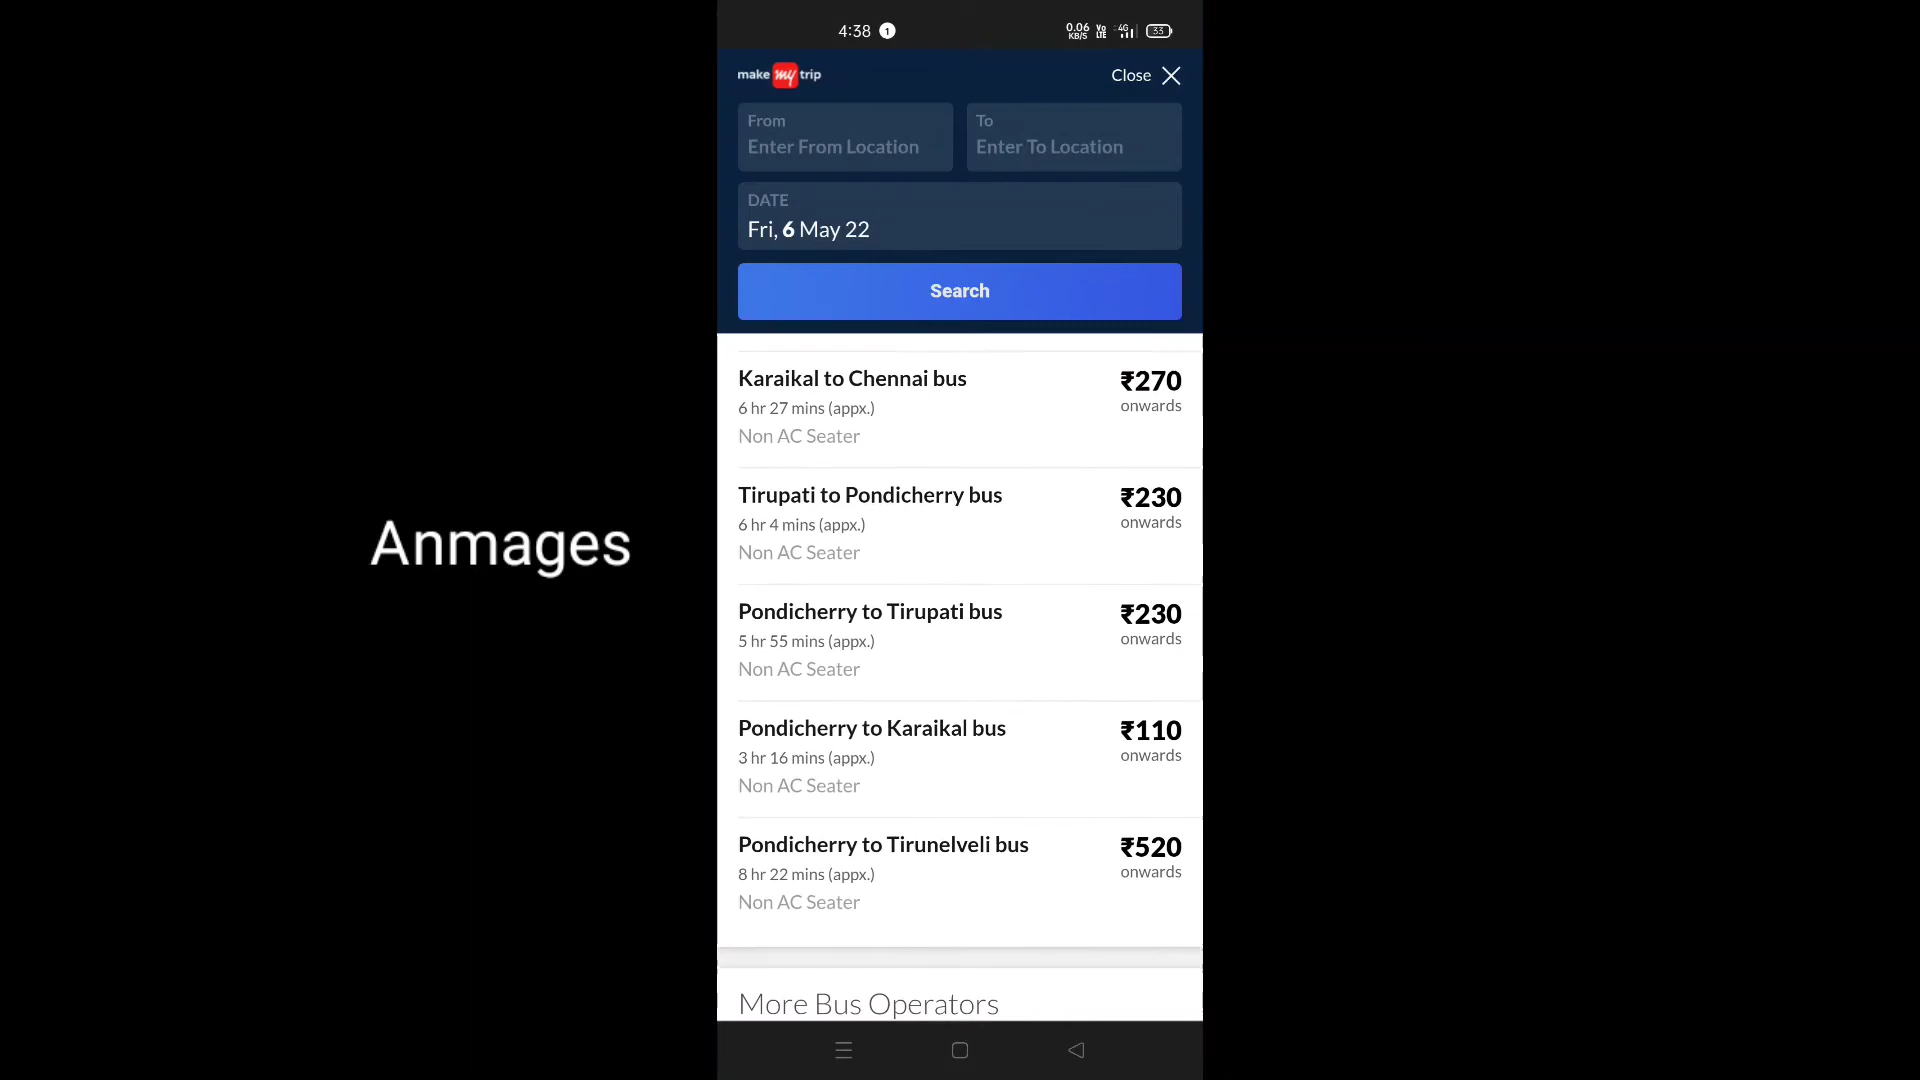 4:38 1 0.06 KB/S Vo LTE 4G 33
make my trip Close
From To
Enter From Location Enter To Location
DATE
Fri, 6 May 22
Search
Karaikal to Chennai bus ₹270
6 hr 27 mins (appx.) onwards
Non AC Seater
Tirupati to Pondicherry bus ₹230
6 hr 4 mins (appx.) onwards
Non AC Seater
Anmages
Pondicherry to Tirupati bus ₹230
5 hr 55 mins (appx.) onwards
Non AC Seater
Pondicherry to Karaikal bus ₹110
3 hr 16 mins (appx.) onwards
Non AC Seater
Pondicherry to Tirunelveli bus ₹520
8 hr 22 mins (appx.) onwards
Non AC Seater
More Bus Operators